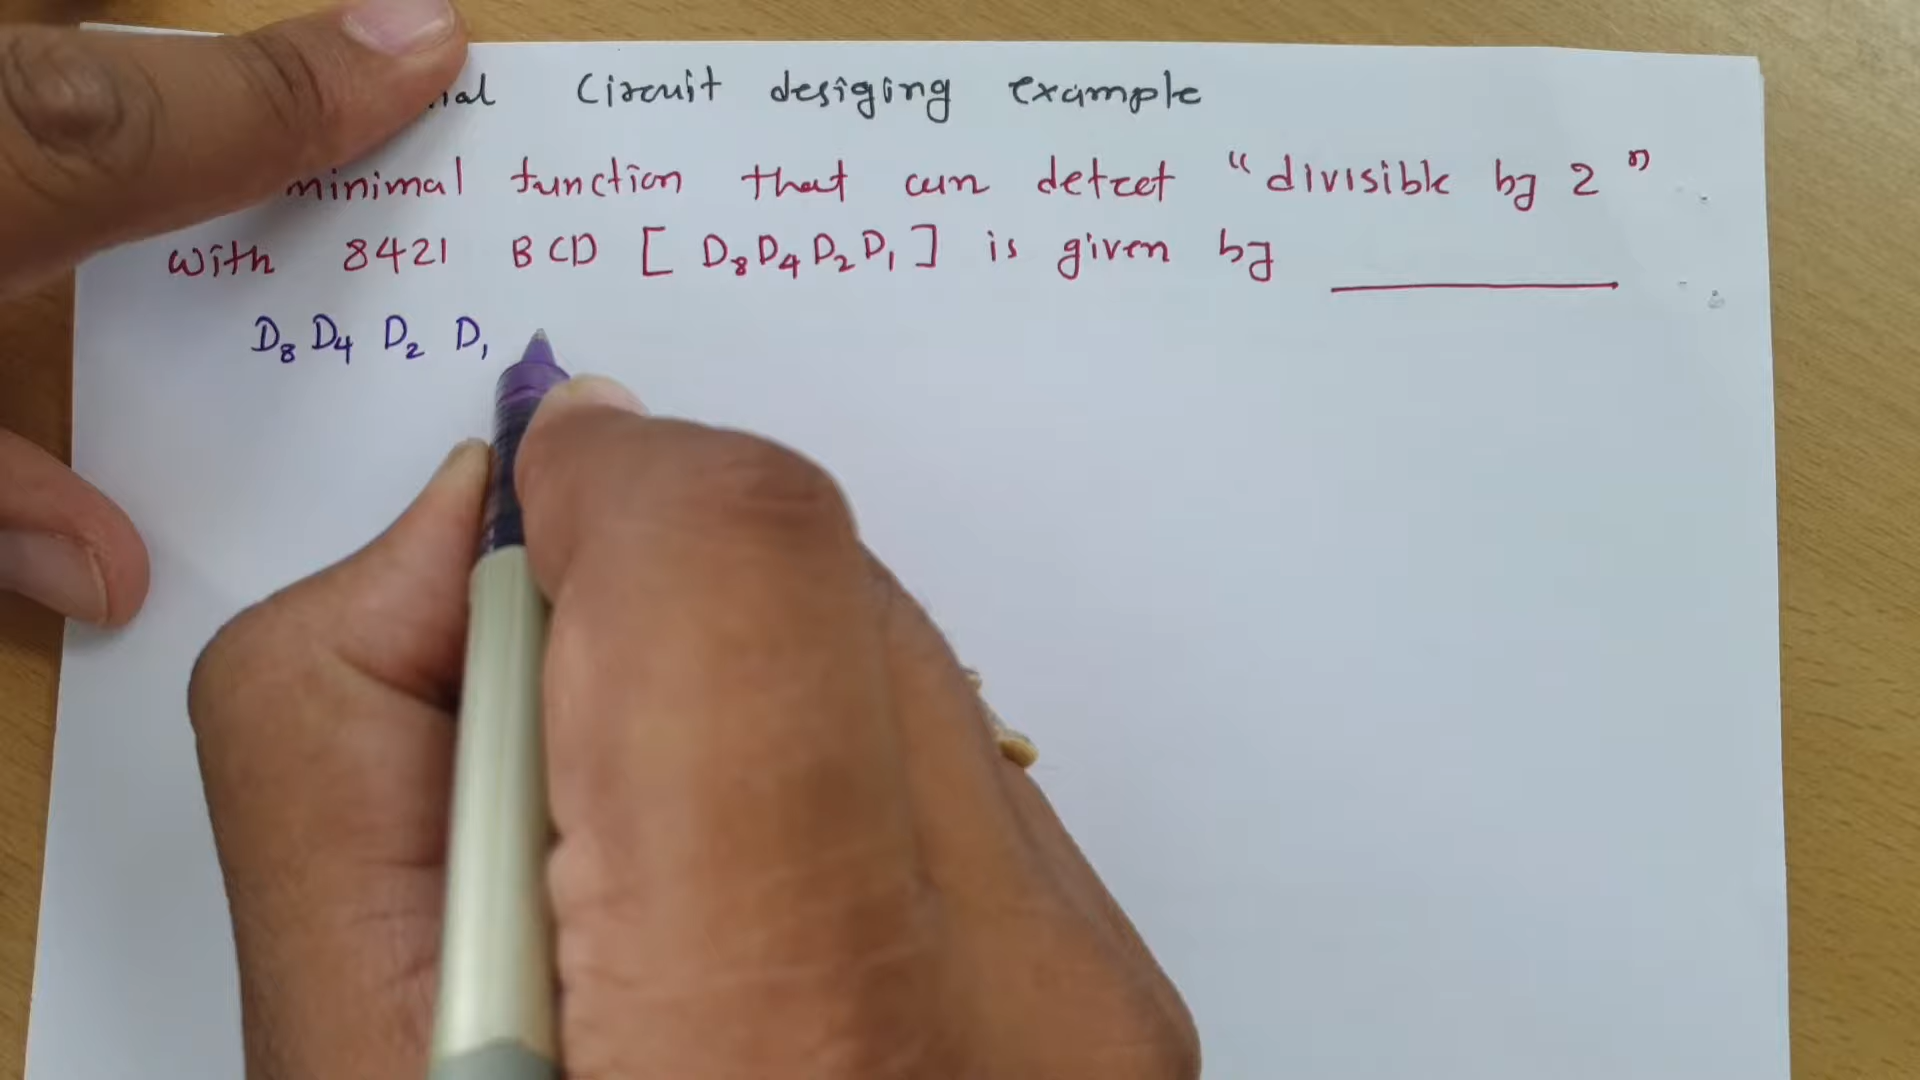 Circuit desiging example
minimal function that can detect “divisible by 2”
with 8421 BCD [ D₈D₄D₂D₁ ] is given by ______
D₈ D₄ D₂ D₁